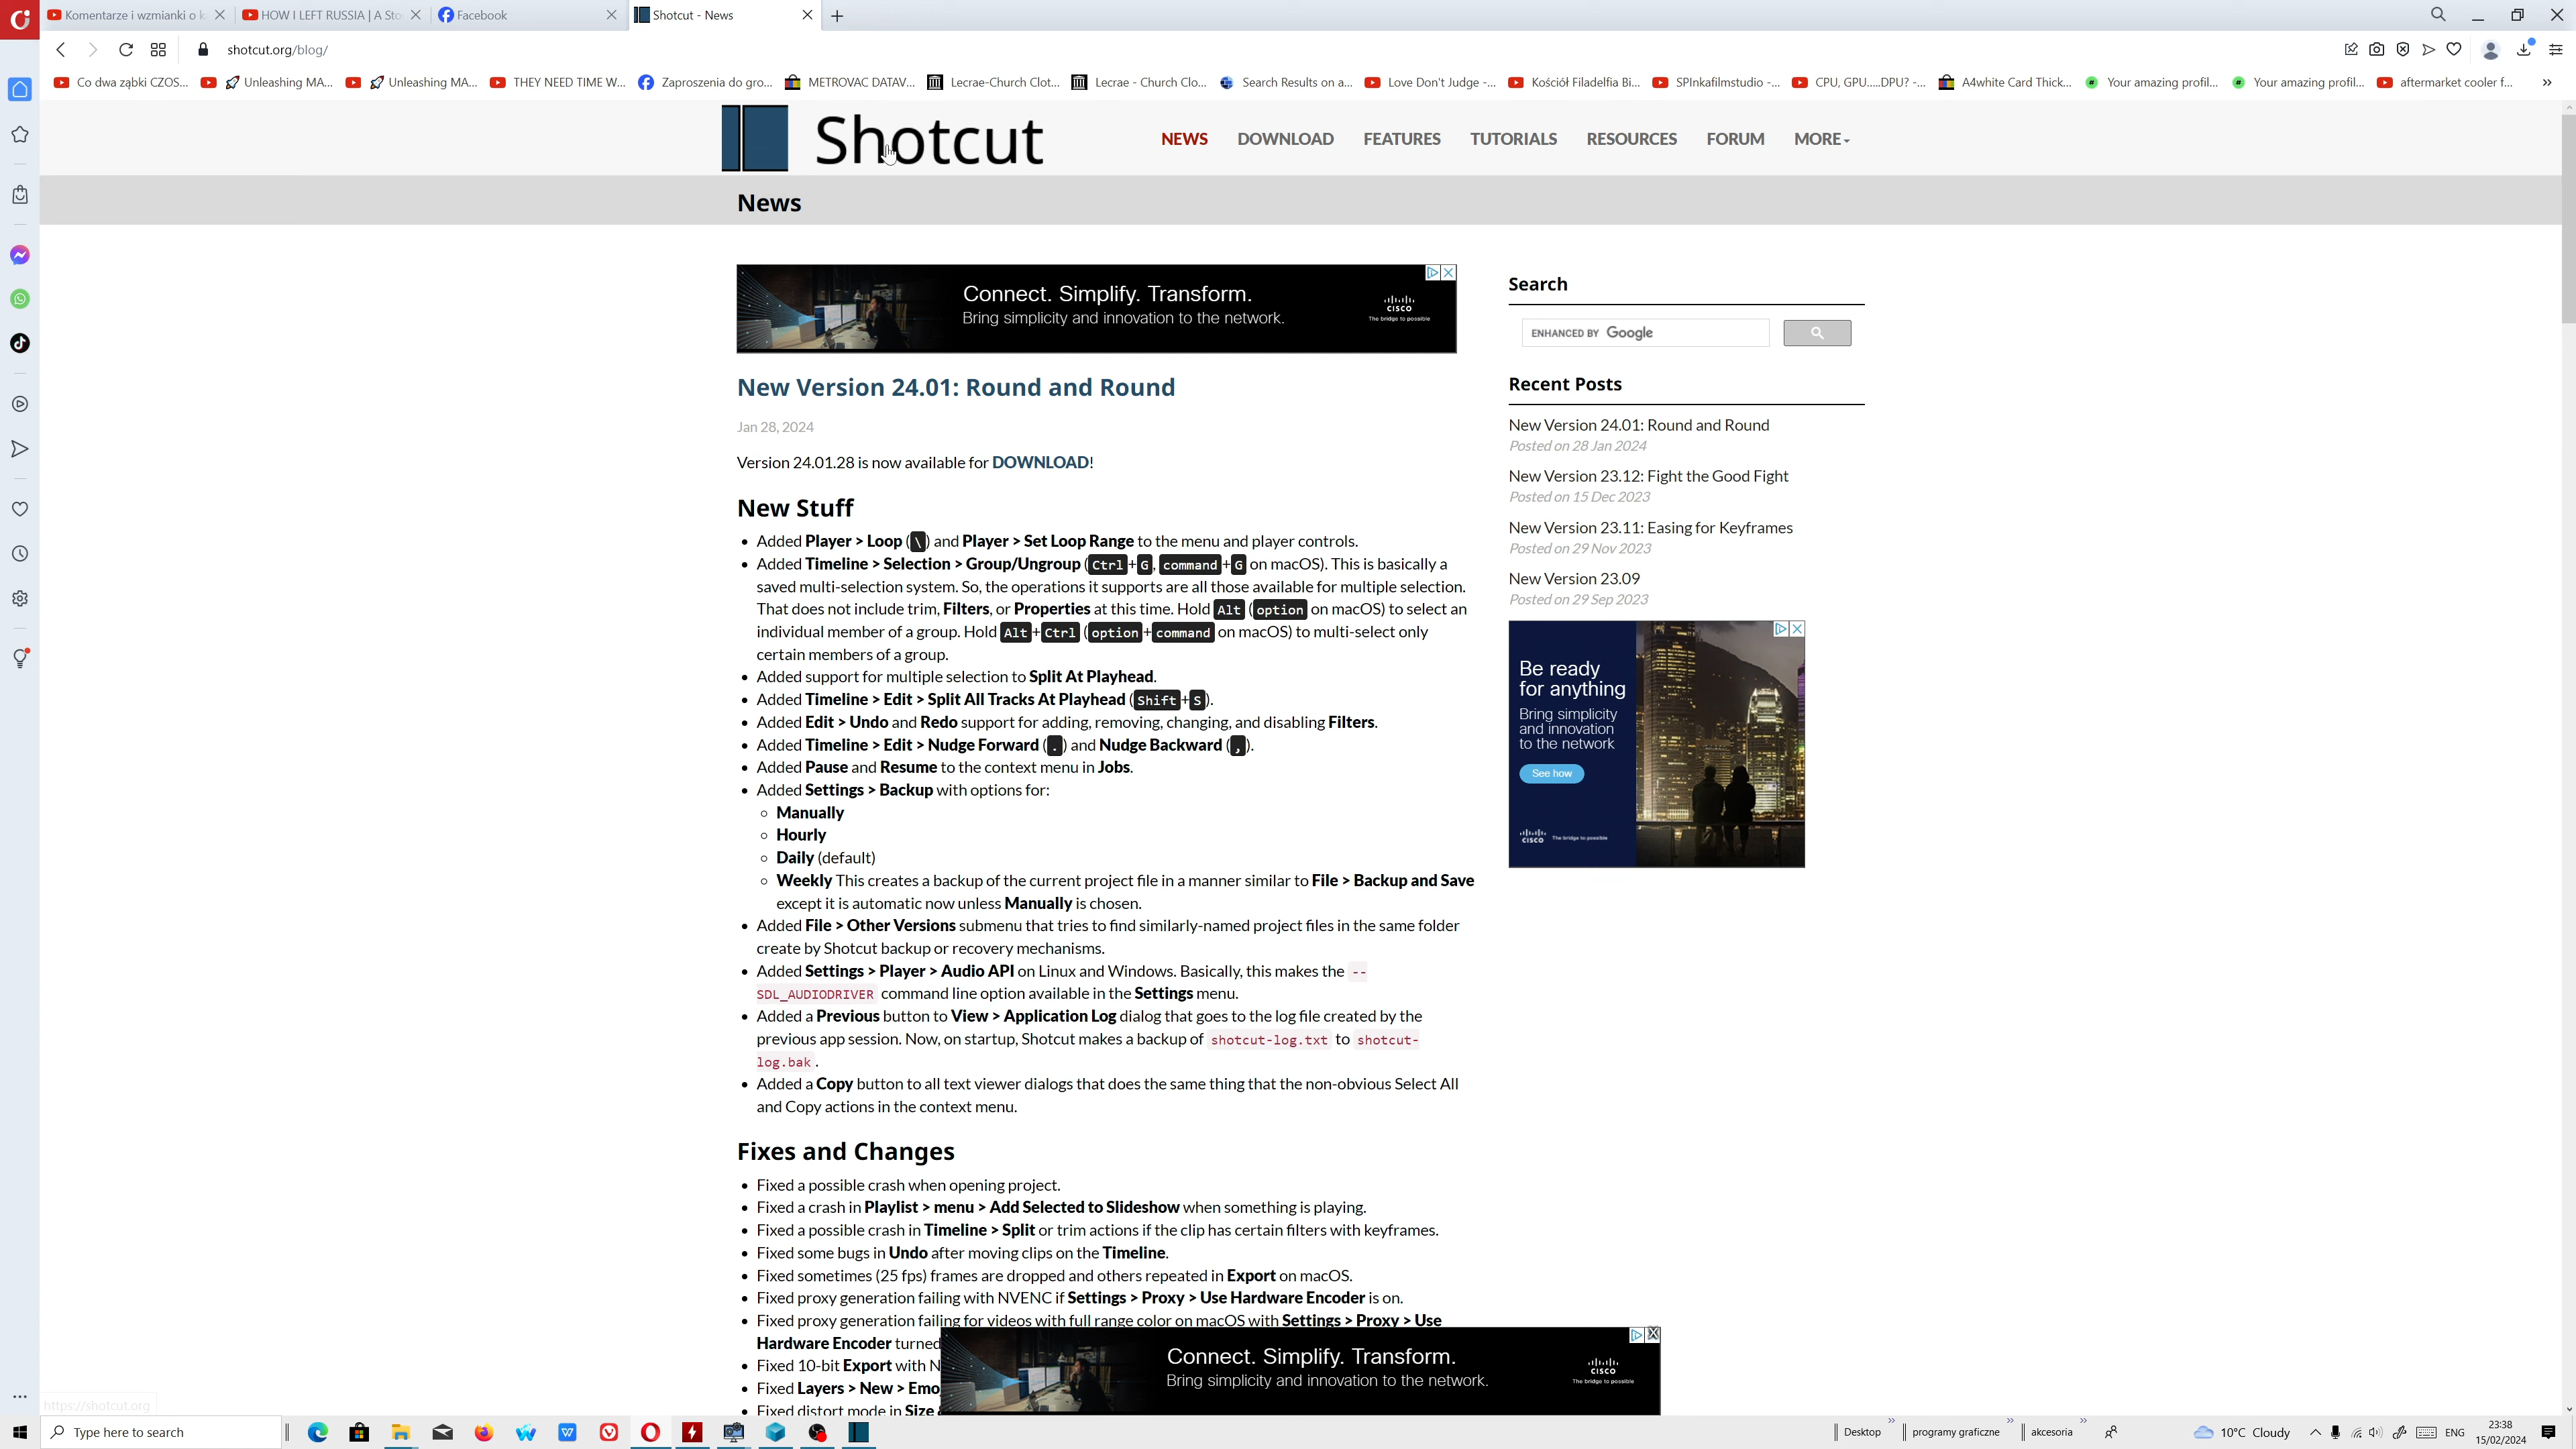 Komentarze i wzmianki o k
HOW I LEFT RUSSIA | A Sto
Facebook
Shotcut - News
shotcut.org/blog/
Co dwa ząbki CZOS...
Unleashing MA...
Unleashing MA...
THEY NEED TIME W...
Zaproszenia do gro...
METROVAC DATAV...
Lecrae-Church Clot...
Lecrae - Church Clo...
Search Results on a...
Love Don't Judge -...
Kościół Filadelfia Bi...
SPInkafilmstudio -...
CPU, GPU.....DPU? -...
A4white Card Thick...
Your amazing profil...
Your amazing profil...
aftermarket cooler f...
Shotcut
NEWS
DOWNLOAD
FEATURES
TUTORIALS
RESOURCES
FORUM
MORE
News
Connect. Simplify. Transform.
Bring simplicity and innovation to the network.
CISCO
The bridge to possible
New Version 24.01: Round and Round
Jan 28, 2024
Version 24.01.28 is now available for DOWNLOAD!
New Stuff
• Added Player > Loop (\) and Player > Set Loop Range to the menu and player controls.
• Added Timeline > Selection > Group/Ungroup (Ctrl+G, command+G on macOS). This is basically a
saved multi-selection system. So, the operations it supports are all those available for multiple selection.
That does not include trim, Filters, or Properties at this time. Hold Alt (option on macOS) to select an
individual member of a group. Hold Alt+Ctrl (option+command on macOS) to multi-select only
certain members of a group.
• Added support for multiple selection to Split At Playhead.
• Added Timeline > Edit > Split All Tracks At Playhead (Shift+S).
• Added Edit > Undo and Redo support for adding, removing, changing, and disabling Filters.
• Added Timeline > Edit > Nudge Forward (.) and Nudge Backward (,).
• Added Pause and Resume to the context menu in Jobs.
• Added Settings > Backup with options for:
○ Manually
○ Hourly
○ Daily (default)
○ Weekly This creates a backup of the current project file in a manner similar to File > Backup and Save
except it is automatic now unless Manually is chosen.
• Added File > Other Versions submenu that tries to find similarly-named project files in the same folder
create by Shotcut backup or recovery mechanisms.
• Added Settings > Player > Audio API on Linux and Windows. Basically, this makes the --
SDL_AUDIODRIVER command line option available in the Settings menu.
• Added a Previous button to View > Application Log dialog that goes to the log file created by the
previous app session. Now, on startup, Shotcut makes a backup of shotcut-log.txt to shotcut-
log.bak.
• Added a Copy button to all text viewer dialogs that does the same thing that the non-obvious Select All
and Copy actions in the context menu.
Fixes and Changes
• Fixed a possible crash when opening project.
• Fixed a crash in Playlist > menu > Add Selected to Slideshow when something is playing.
• Fixed a possible crash in Timeline > Split or trim actions if the clip has certain filters with keyframes.
• Fixed some bugs in Undo after moving clips on the Timeline.
• Fixed sometimes (25 fps) frames are dropped and others repeated in Export on macOS.
• Fixed proxy generation failing with NVENC if Settings > Proxy > Use Hardware Encoder is on.
• Fixed proxy generation failing for videos with full range color on macOS with Settings > Proxy > Use
Hardware Encoder turned
• Fixed 10-bit Export with N
• Fixed Layers > New > Emo
• Fixed distort mode in Size
Search
ENHANCED BY Google
Recent Posts
New Version 24.01: Round and Round
Posted on 28 Jan 2024
New Version 23.12: Fight the Good Fight
Posted on 15 Dec 2023
New Version 23.11: Easing for Keyframes
Posted on 29 Nov 2023
New Version 23.09
Posted on 29 Sep 2023
Be ready
for anything
Bring simplicity
and innovation
to the network
See how
CISCO The bridge to possible
Connect. Simplify. Transform.
Bring simplicity and innovation to the network.
CISCO
The bridge to possible
https://shotcut.org
Type here to search
Desktop
programy graficzne
akcesoria
10°C Cloudy
ENG
23:38
15/02/2024